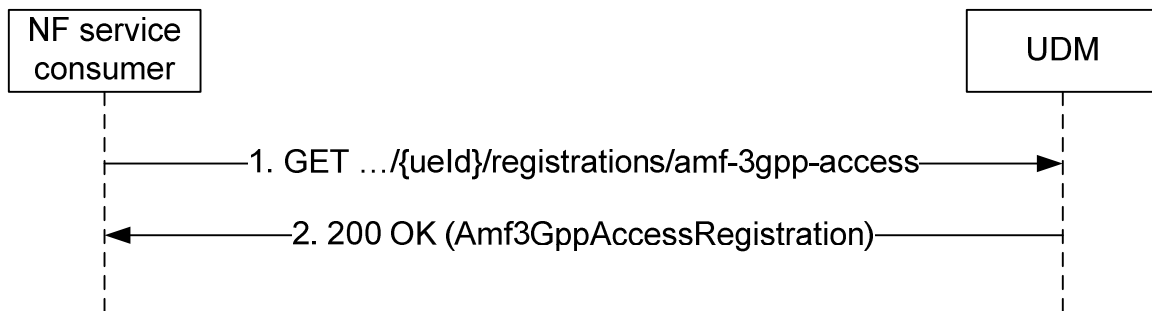 NF service
consumer
UDM
1. GET …/{ueId}/registrations/amf-3gpp-access
2. 200 OK (Amf3GppAccessRegistration)